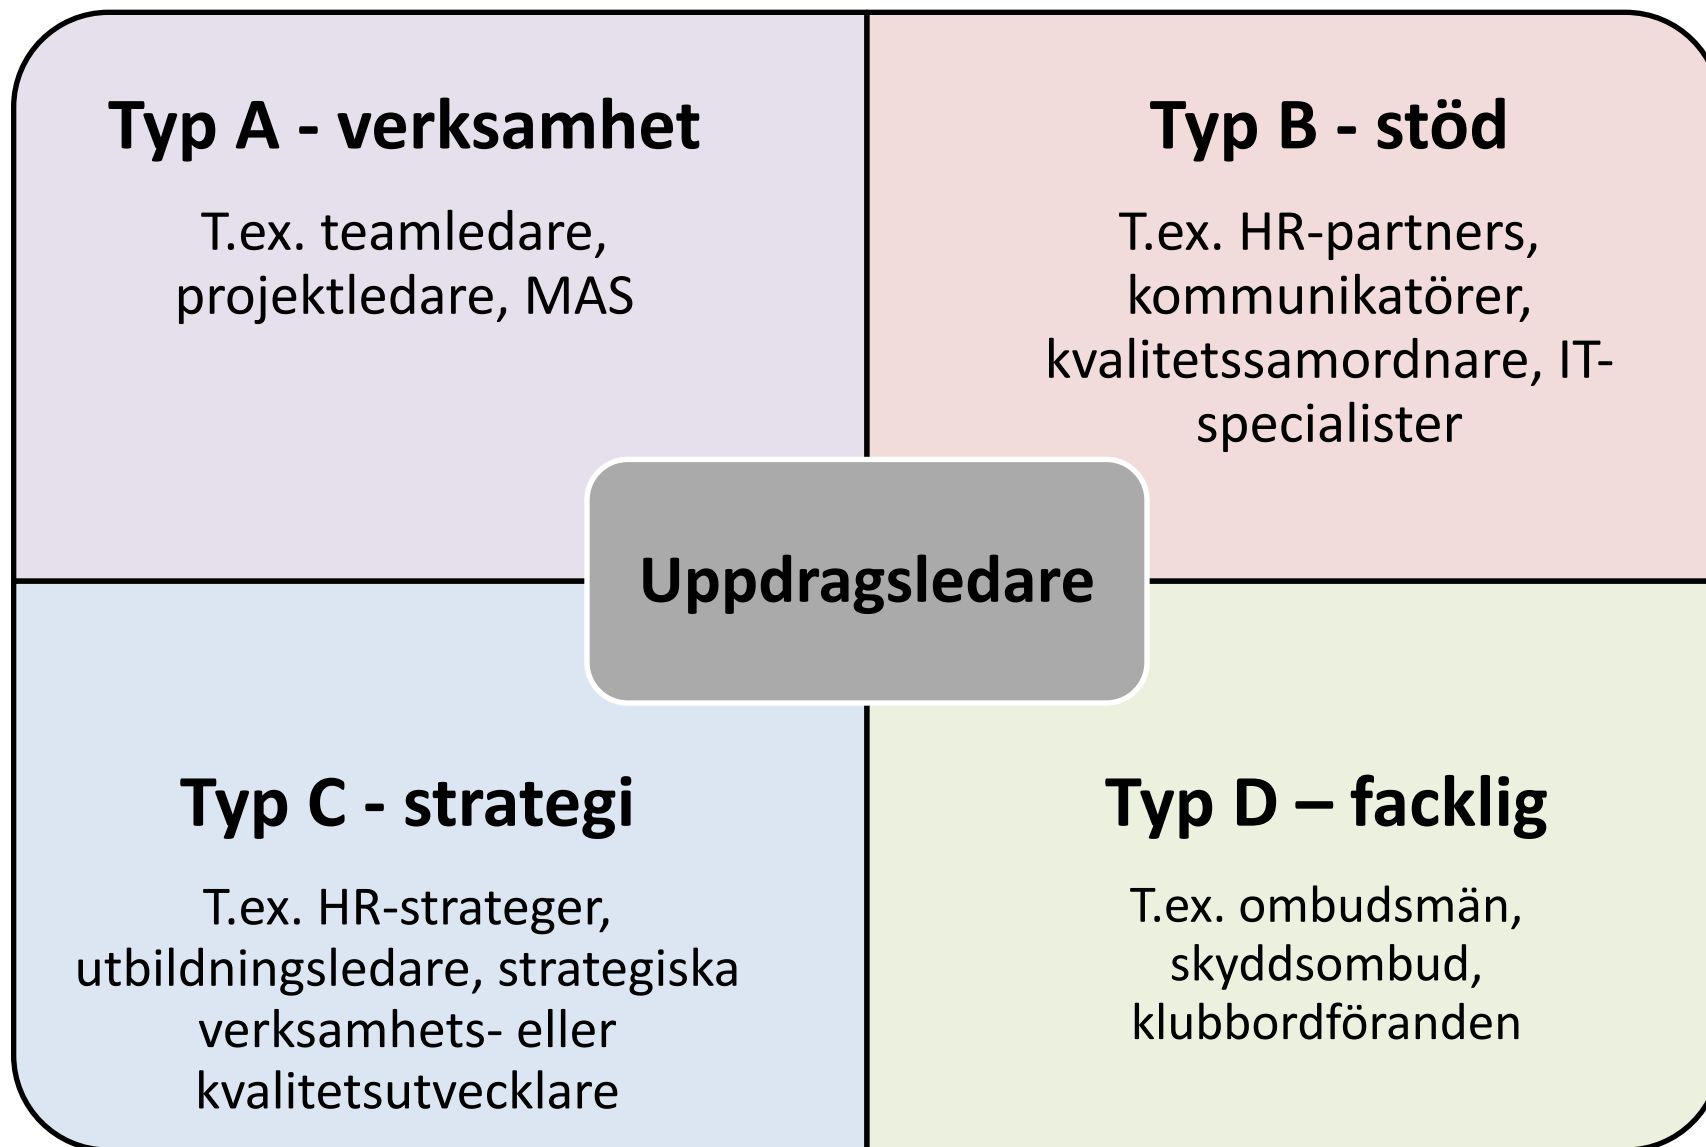 Typ A - verksamhet
T.ex. teamledare,
projektledare, MAS
Typ B - stöd
T.ex. HR-partners,
kommunikatörer,
kvalitetssamordnare, IT-
specialister
Uppdragsledare
Typ C - strategi
T.ex. HR-strateger,
utbildningsledare, strategiska
verksamhets- eller
kvalitetsutvecklare
Typ D – facklig
T.ex. ombudsmän,
skyddsombud,
klubbordföranden